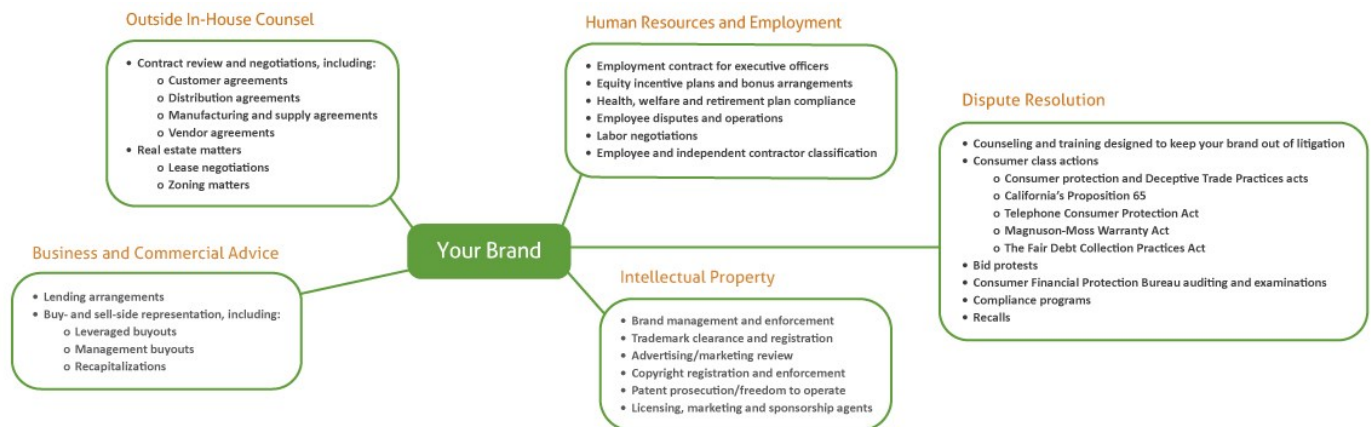 Outside In-House Counsel
• Contract review and negotiations, including:
o Customer agreements
o Distribution agreements
o Manufacturing and supply agreements
o Vendor agreements
• Real estate matters
o Lease negotiations
o Zoning matters
Human Resources and Employment
• Employment contract for executive officers
• Equity incentive plans and bonus arrangements
• Health, welfare and retirement plan compliance
• Employee disputes and operations
• Labor negotiations
• Employee and independent contractor classification
Dispute Resolution
• Counseling and training designed to keep your brand out of litigation
• Consumer class actions
o Consumer protection and Deceptive Trade Practices acts
o California's Proposition 65
o Telephone Consumer Protection Act
o Magnuson-Moss Warranty Act
o The Fair Debt Collection Practices Act
• Bid protests
• Consumer Financial Protection Bureau auditing and examinations
• Compliance programs
• Recalls
Your Brand
Business and Commercial Advice
• Lending arrangements
• Buy- and sell-side representation, including:
o Leveraged buyouts
o Management buyouts
o Recapitalizations
Intellectual Property
• Brand management and enforcement
• Trademark clearance and registration
• Advertising/marketing review
• Copyright registration and enforcement
• Patent prosecution/freedom to operate
• Licensing, marketing and sponsorship agents